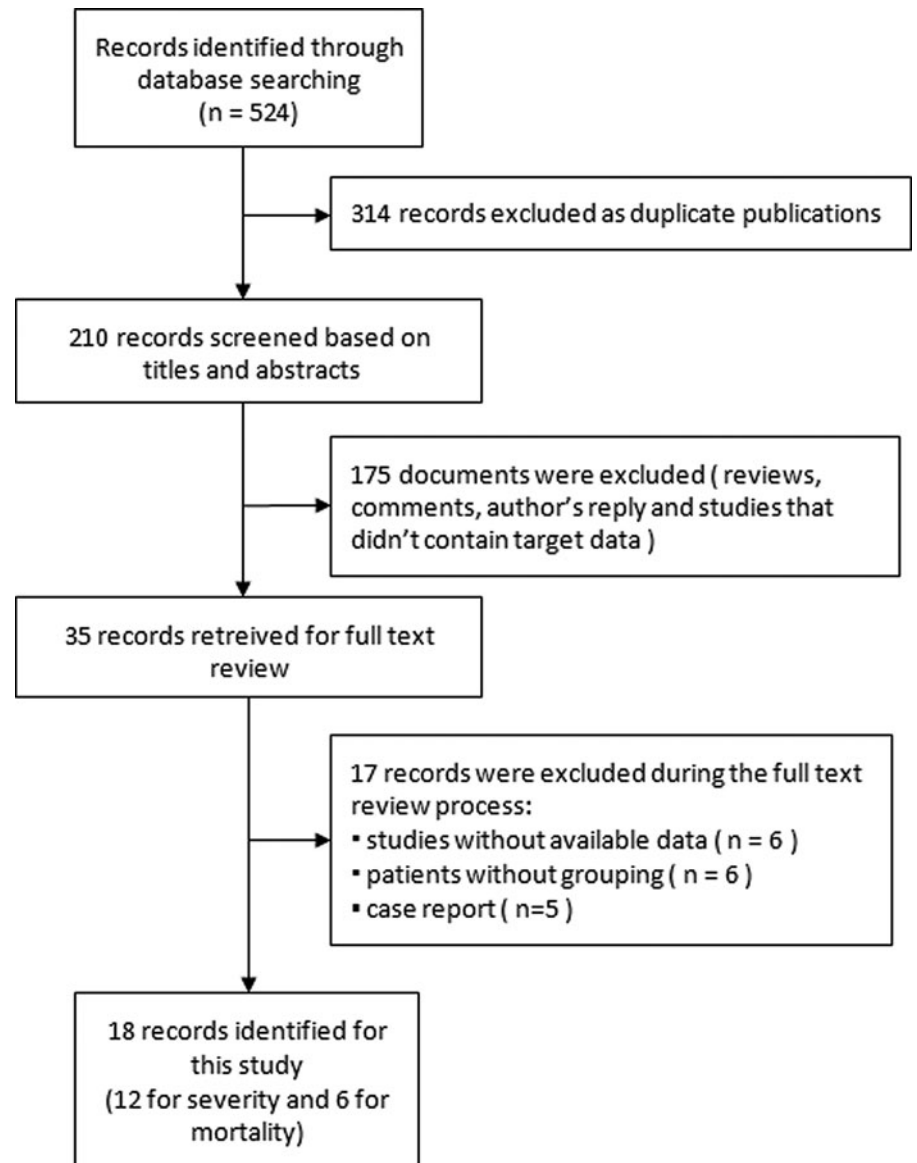 Records identified through
database searching
(n = 524)
314 records excluded as duplicate publications
210 records screened based on
titles and abstracts
175 documents were excluded ( reviews,
comments, author’s reply and studies that
didn’t contain target data )
35 records retreived for full text
review
17 records were excluded during the full text
review process:
▪ studies without available data ( n = 6 )
▪ patients without grouping ( n = 6 )
▪ case report ( n=5 )
18 records identified for
this study
(12 for severity and 6 for
mortality)